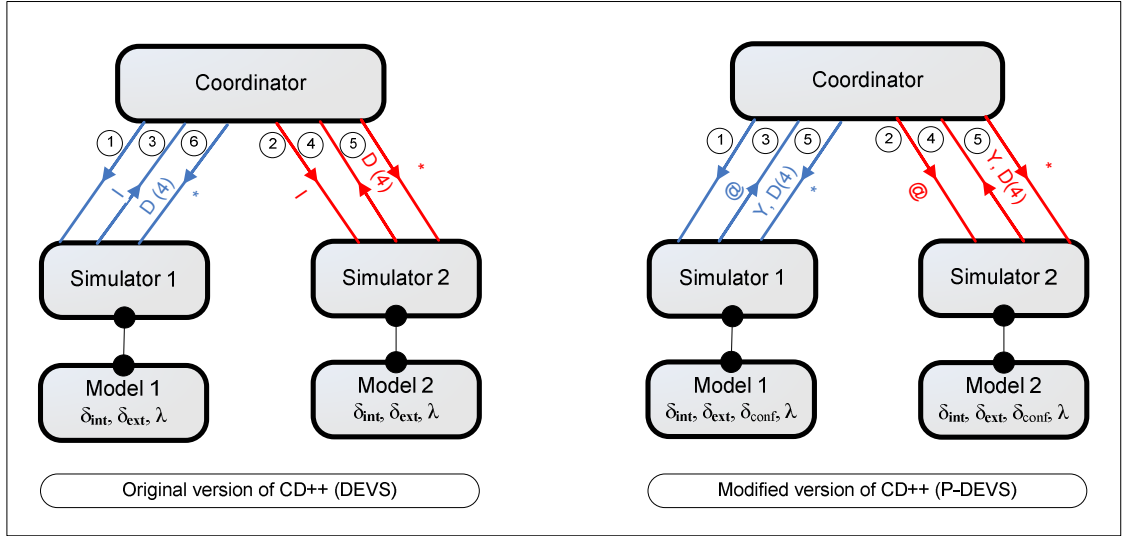 Coordinator
1 3 6 2 4 5
I D (4) * I D (4) *
Simulator 1
Simulator 2
Model 1
δint, δext, λ
Model 2
δint, δext, λ
Original version of CD++ (DEVS)
Coordinator
1 3 5 2 4 5
@ Y, D(4) * @ Y, D(4) *
Simulator 1
Simulator 2
Model 1
δint, δext, δconf, λ
Model 2
δint, δext, δconf, λ
Modified version of CD++ (P-DEVS)